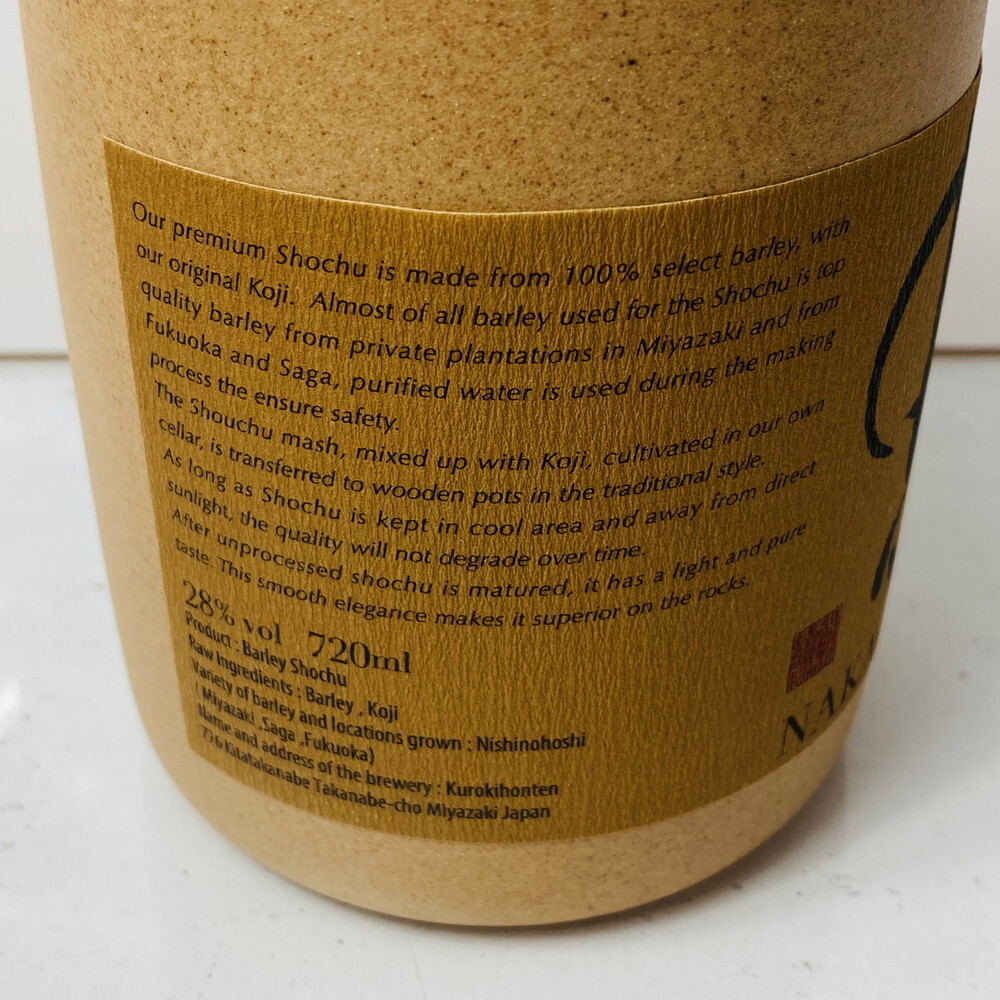 Our premium Shochu is made from 100% select barley, with
our original Koji. Almost of all barley used for the Shochu is top
quality barley from private plantations in Miyazaki and from
Fukuoka and Saga, purified water is used during the making
process the ensure safety.
The Shouchu mash, mixed up with Koji, cultivated in our own
cellar, is transferred to wooden pots in the traditional style.
As long as Shochu is kept in cool area and away from direct
sunlight, the quality will not degrade over time.
After unprocessed shochu is matured, it has a light and pure
taste. This smooth elegance makes it superior on the rocks.
28% vol 720ml
Product : Barley Shochu
Raw Ingredients : Barley , Koji
Variety of barley and locations grown : Nishinohoshi
( Miyazaki ,Saga ,Fukuoka)
Name and address of the brewery : Kurokihonten
776 Kitatakanabe Takanabe-cho Miyazaki Japan
NAKA